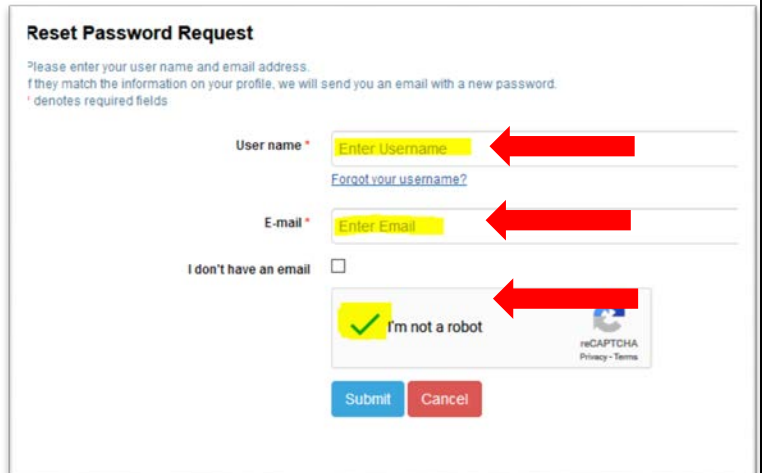 Reset Password Request
Please enter your user name and email address.
f they match the information on your profile, we will send you an email with a new password.
* denotes required fields
User name *
Enter Username
Forgot your username?
E-mail *
Enter Email
I don't have an email
I'm not a robot
reCAPTCHA
Privacy - Terms
Submit
Cancel